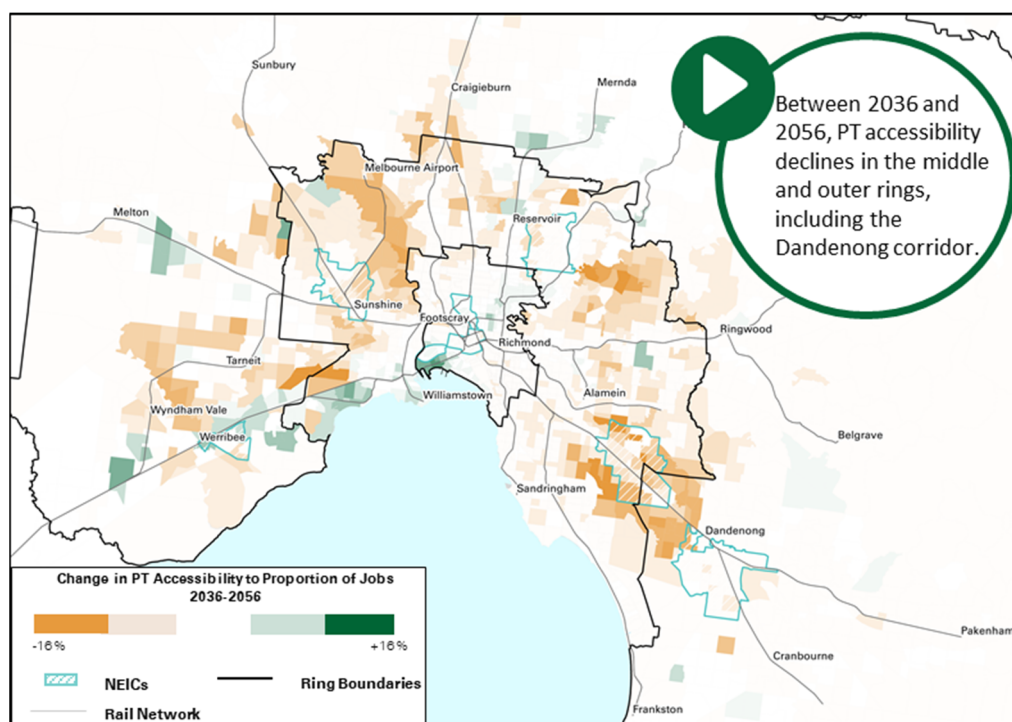 Sunbury
Craigieburn
Mernda
Between 2036 and
2056, PT accessibility
declines in the middle
and outer rings,
including the
Dandenong corridor.
Melbourne Airport
Melton
Reservoir
Sunshine
Footscray
Richmond
Ringwood
Tarneit
Williamstown
Alamein
Wyndham Vale
Werribee
Belgrave
Sandringham
Dandenong
Pakenham
Cranbourne
Frankston
Change in PT Accessibility to Proportion of Jobs
2036-2056
-16% +16%
NEICs Ring Boundaries
Rail Network